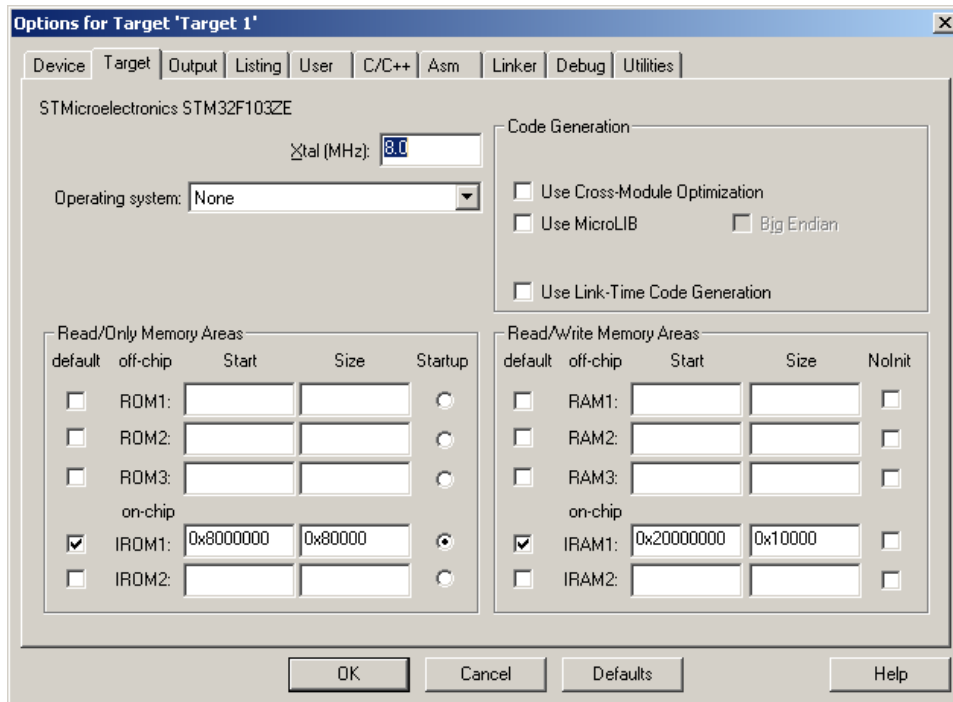 Options for Target 'Target 1'
Device Target Output Listing User C/C++ Asm Linker Debug Utilities
STMicroelectronics STM32F103ZE
Xtal (MHz): 8.0
Operating system: None
Code Generation
Use Cross-Module Optimization
Use MicroLIB Big Endian
Use Link-Time Code Generation
Read/Only Memory Areas
default off-chip Start Size Startup
ROM1:
ROM2:
ROM3:
on-chip
IROM1: 0x8000000 0x80000
IROM2:
Read/Write Memory Areas
default off-chip Start Size NoInit
RAM1:
RAM2:
RAM3:
on-chip
IRAM1: 0x20000000 0x10000
IRAM2:
OK Cancel Defaults Help